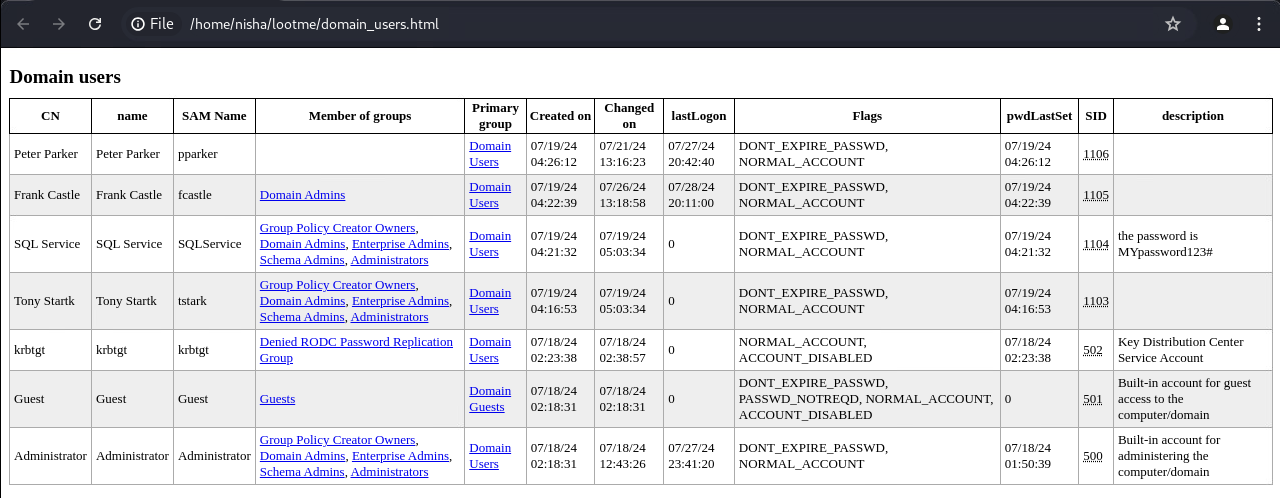 File /home/nisha/lootme/domain_users.html
Domain users
CN name SAM Name Member of groups Primary group Created on Changed on lastLogon Flags pwdLastSet SID description
Peter Parker Peter Parker pparker Domain Users 07/19/24 04:26:12 07/21/24 13:16:23 07/27/24 20:42:40 DONT_EXPIRE_PASSWD, NORMAL_ACCOUNT 07/19/24 04:26:12 1106
Frank Castle Frank Castle fcastle Domain Admins Domain Users 07/19/24 04:22:39 07/26/24 13:18:58 07/28/24 20:11:00 DONT_EXPIRE_PASSWD, NORMAL_ACCOUNT 07/19/24 04:22:39 1105
SQL Service SQL Service SQLService Group Policy Creator Owners, Domain Admins, Enterprise Admins, Schema Admins, Administrators Domain Users 07/19/24 04:21:32 07/19/24 05:03:34 0 DONT_EXPIRE_PASSWD, NORMAL_ACCOUNT 07/19/24 04:21:32 1104 the password is MYpassword123#
Tony Startk Tony Startk tstark Group Policy Creator Owners, Domain Admins, Enterprise Admins, Schema Admins, Administrators Domain Users 07/19/24 04:16:53 07/19/24 05:03:34 0 DONT_EXPIRE_PASSWD, NORMAL_ACCOUNT 07/19/24 04:16:53 1103
krbtgt krbtgt krbtgt Denied RODC Password Replication Group Domain Users 07/18/24 02:23:38 07/18/24 02:38:57 0 NORMAL_ACCOUNT, ACCOUNT_DISABLED 07/18/24 02:23:38 502 Key Distribution Center Service Account
Guest Guest Guest Guests Domain Guests 07/18/24 02:18:31 07/18/24 02:18:31 0 DONT_EXPIRE_PASSWD, PASSWD_NOTREQD, NORMAL_ACCOUNT, ACCOUNT_DISABLED 0 501 Built-in account for guest access to the computer/domain
Administrator Administrator Administrator Group Policy Creator Owners, Domain Admins, Enterprise Admins, Schema Admins, Administrators Domain Users 07/18/24 02:18:31 07/18/24 12:43:26 07/27/24 23:41:20 DONT_EXPIRE_PASSWD, NORMAL_ACCOUNT 07/18/24 01:50:39 500 Built-in account for administering the computer/domain